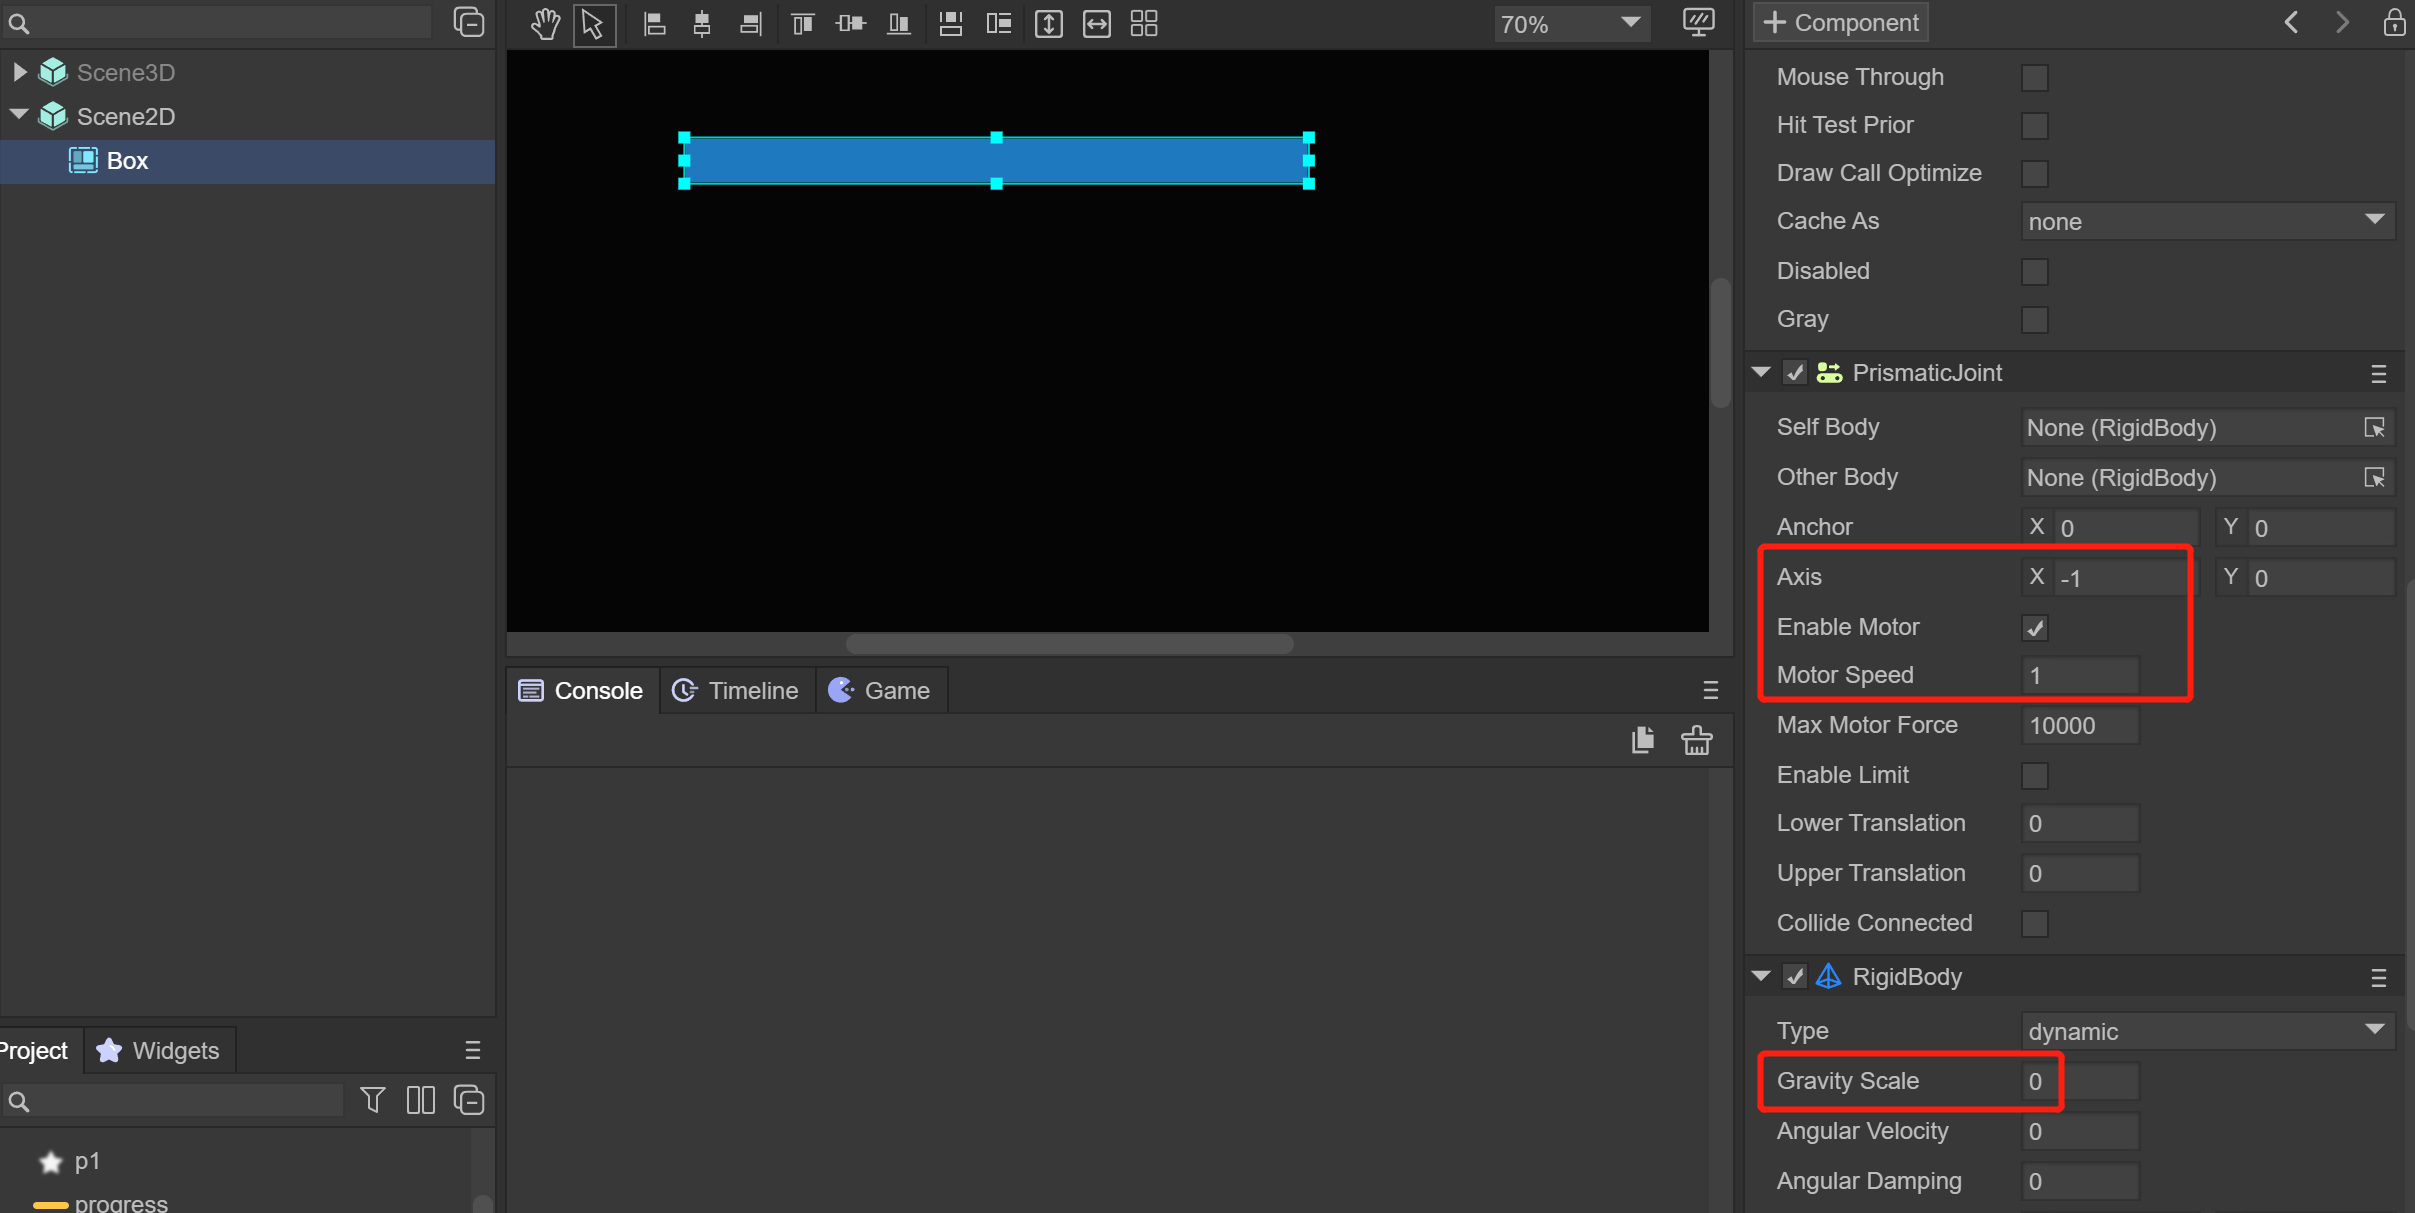 70%
Component
Scene3D
Scene2D
Box
Mouse Through
Hit Test Prior
Draw Call Optimize
Cache As none
Disabled
Gray
PrismaticJoint
Self Body None (RigidBody)
Other Body None (RigidBody)
Anchor X 0 Y 0
Axis X -1 Y 0
Enable Motor
Motor Speed 1
Max Motor Force 10000
Enable Limit
Lower Translation 0
Upper Translation 0
Collide Connected
RigidBody
Type dynamic
Gravity Scale 0
Angular Velocity 0
Angular Damping 0
Console Timeline Game
Project Widgets
p1
progress